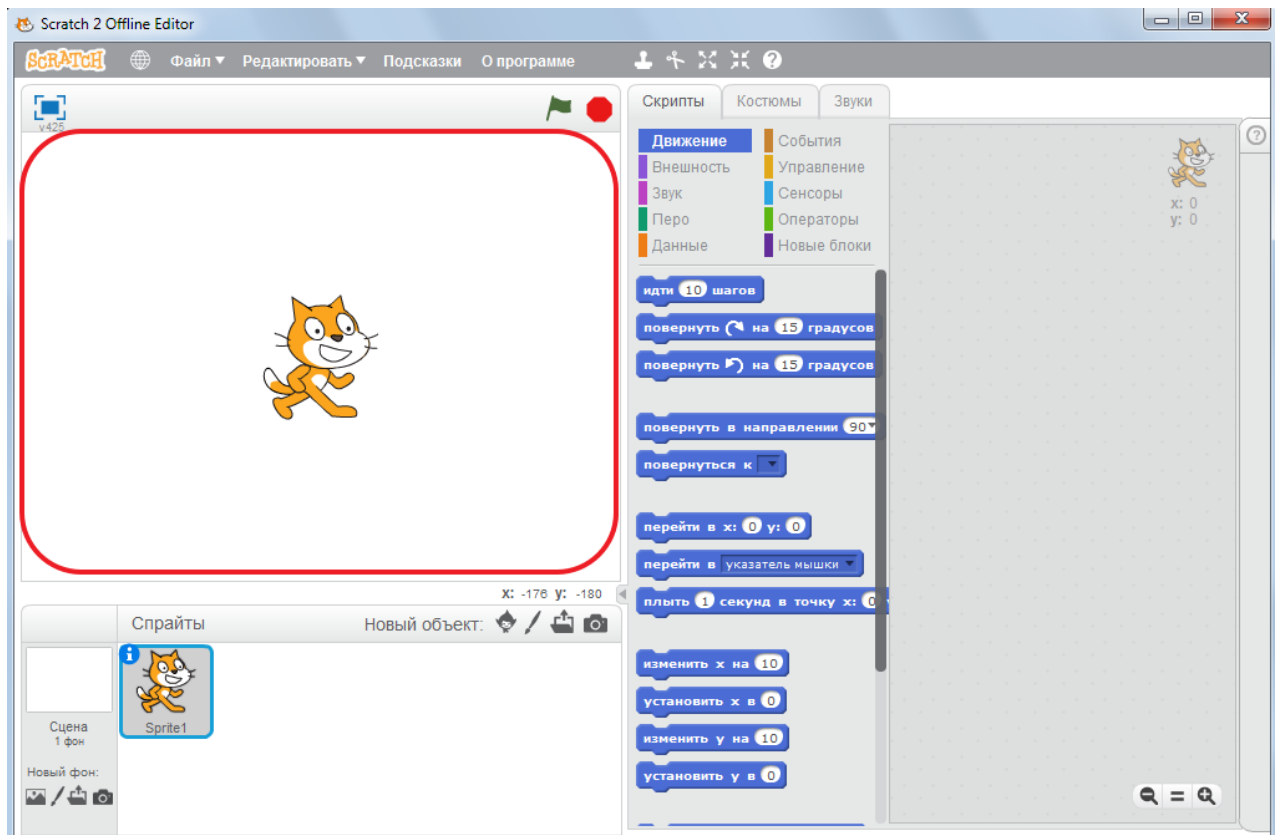 Scratch 2 Offline Editor
SCRATCH Файл Редактировать Подсказки О программе
v425
Скрипты Костюмы Звуки
Движение События
Внешность Управление
Звук Сенсоры
Перо Операторы
Данные Новые блоки
x: 0
y: 0
идти 10 шагов
повернуть на 15 градусов
повернуть на 15 градусов
повернуть в направлении 90
повернуться к
перейти в x: 0 y: 0
перейти в указатель мышки
плыть 1 секунд в точку x: 0
изменить x на 10
установить x в 0
изменить y на 10
установить y в 0
X: -176 y: -180
Спрайты Новый объект:
Sprite1
Сцена
1 фон
Новый фон: